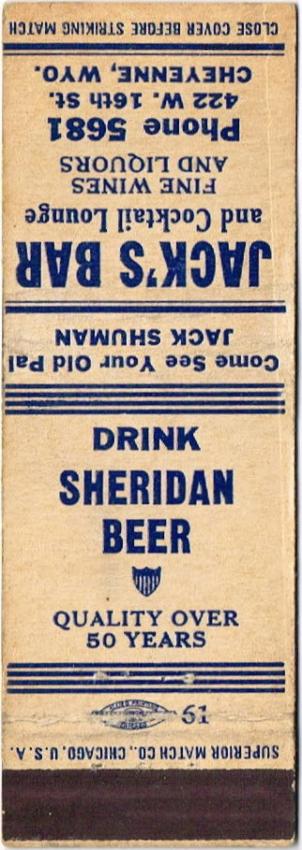 SUPERIOR MATCH CO., CHICAGO, U.S.A.
61
Come See Your Old Pal
JACK SHUMAN
JACK'S BAR
and Cocktail Lounge
FINE WINES
AND LIQUORS
Phone 5681
422 W. 16th St.
CHEYENNE, WYO.
CLOSE COVER BEFORE STRIKING MATCH
DRINK
SHERIDAN
BEER
QUALITY OVER
50 YEARS